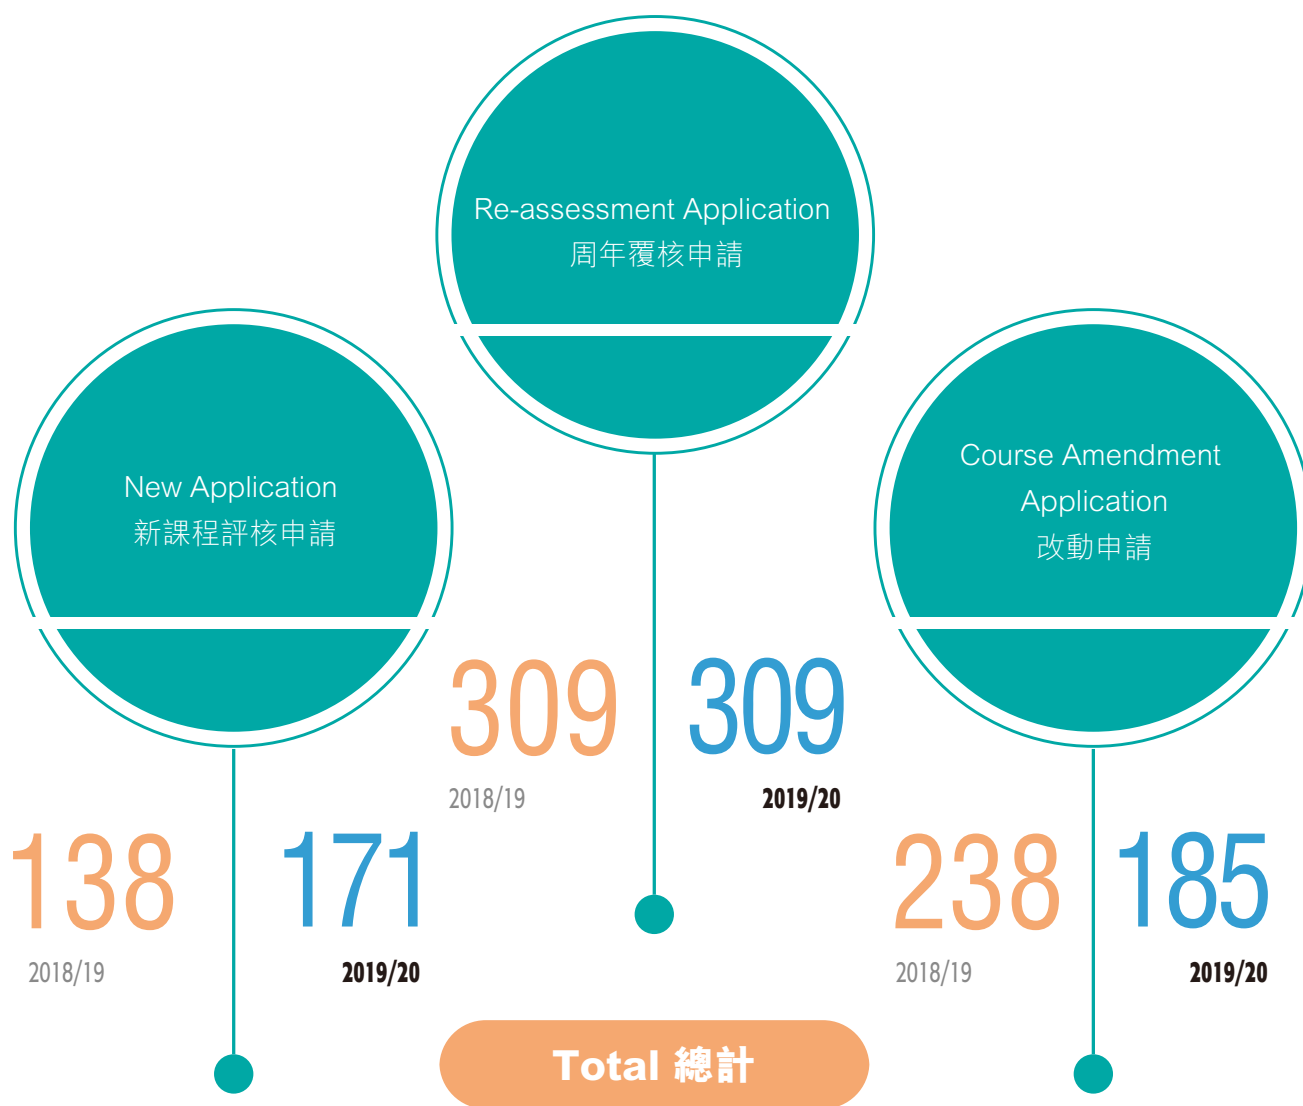 Re-assessment Application
周年覆核申請
309
2018/19
309
2019/20
New Application
新課程評核申請
138
2018/19
171
2019/20
Course Amendment
Application
改動申請
238
2018/19
185
2019/20
Total 總計